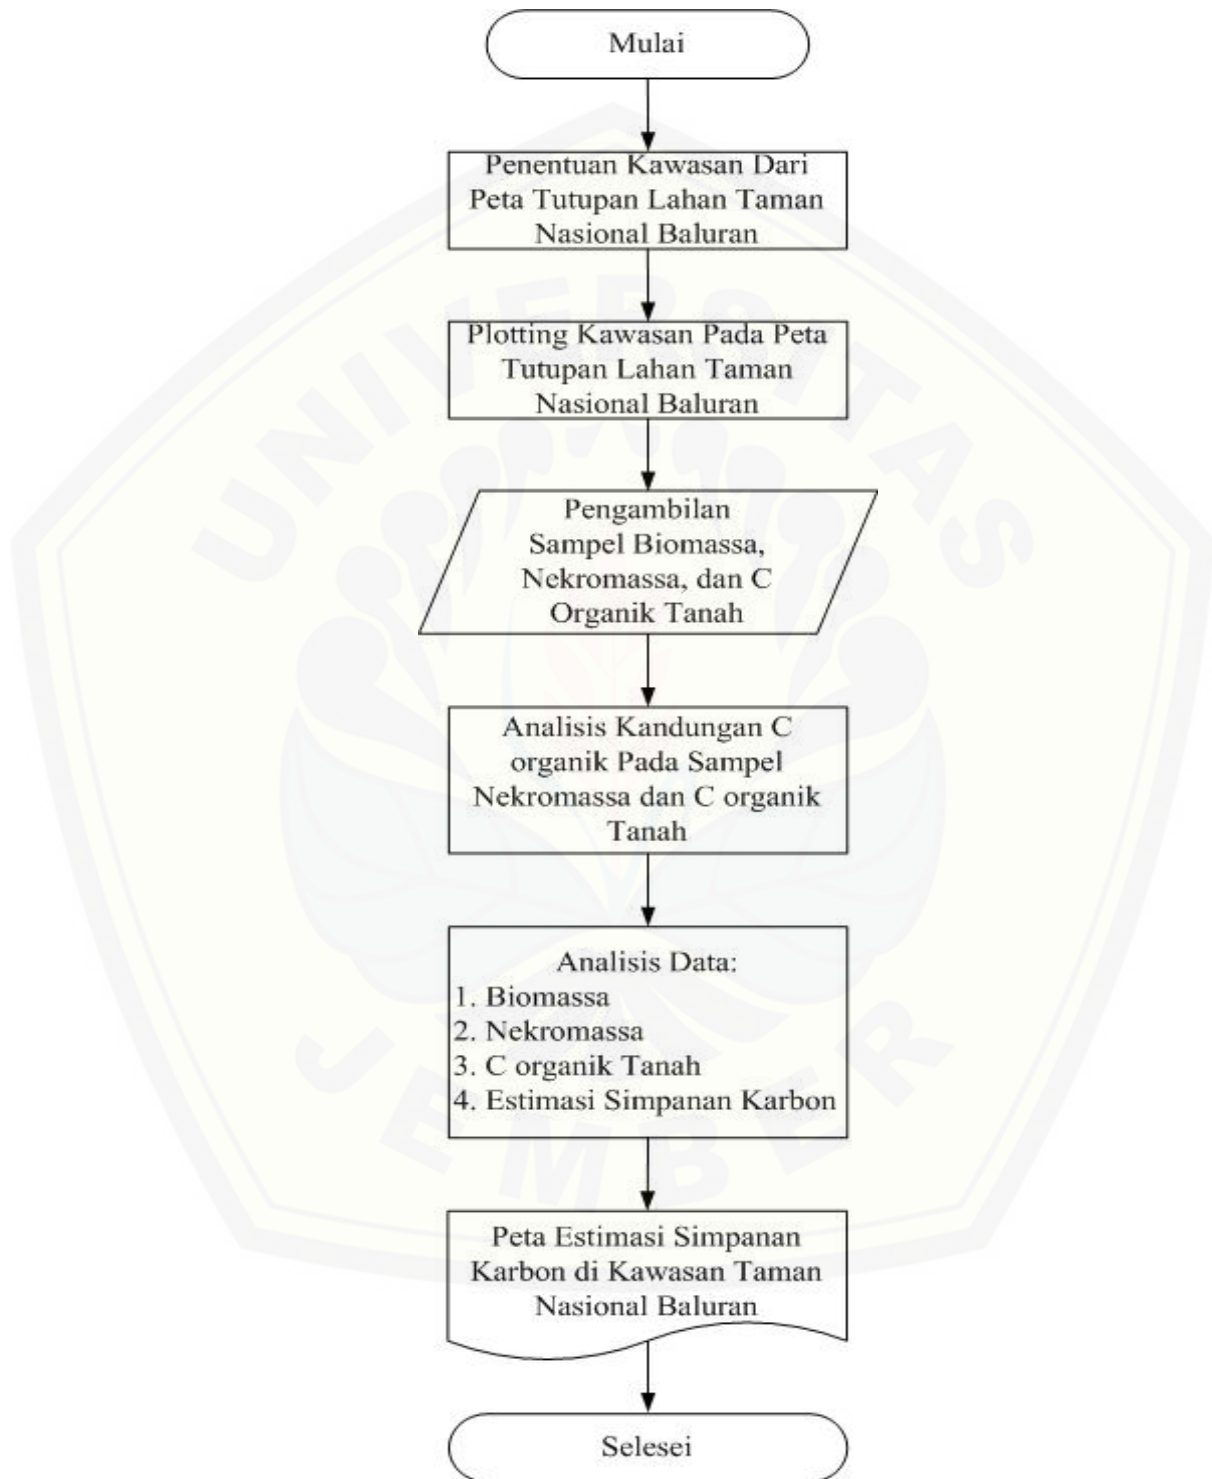 Mulai
Penentuan Kawasan Dari
Peta Tutupan Lahan Taman
Nasional Baluran
Plotting Kawasan Pada Peta
Tutupan Lahan Taman
Nasional Baluran
Pengambilan
Sampel Biomassa,
Nekromassa, dan C
Organik Tanah
Analisis Kandungan C
organik Pada Sampel
Nekromassa dan C organik
Tanah
Analisis Data:
1. Biomassa
2. Nekromassa
3. C organik Tanah
4. Estimasi Simpanan Karbon
Peta Estimasi Simpanan
Karbon di Kawasan Taman
Nasional Baluran
Selesei
UNIVERSITAS
JEMBER